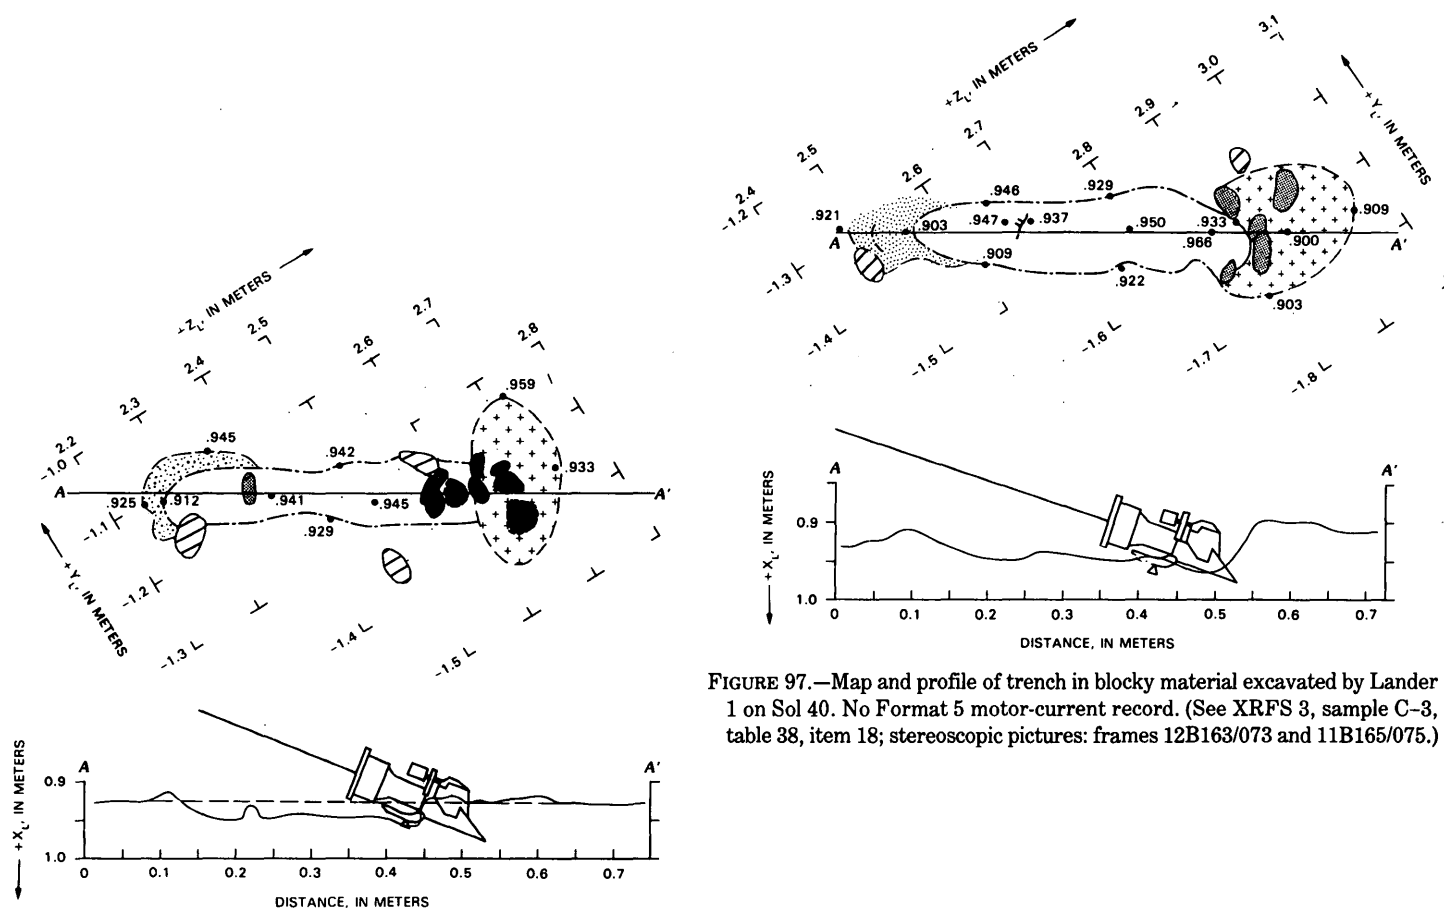 +Z_L, IN METERS
2.2
2.3
2.4
2.5
2.6
2.7
2.8
-1.0
-1.1
-1.2
-1.3
-1.4
-1.5
+Y_L, IN METERS
.945
.942
.959
.933
A
A'
.925
.912
.941
.945
.929
A
A'
+X_L, IN METERS
0.9
1.0
0 0.1 0.2 0.3 0.4 0.5 0.6 0.7
DISTANCE, IN METERS
+Z_L, IN METERS
2.4
2.5
2.6
2.7
2.8
2.9
3.0
3.1
-1.2
-1.3
-1.4
-1.5
-1.6
-1.7
-1.8
+Y_L, IN METERS
.921
.903
.946
.929
.947
.937
.950
.933
.966
.909
.900
A
A'
.909
.922
.903
A
A'
+X_L, IN METERS
0.9
1.0
0 0.1 0.2 0.3 0.4 0.5 0.6 0.7
DISTANCE, IN METERS
FIGURE 97.—Map and profile of trench in blocky material excavated by Lander
1 on Sol 40. No Format 5 motor-current record. (See XRFS 3, sample C–3,
table 38, item 18; stereoscopic pictures: frames 12B163/073 and 11B165/075.)